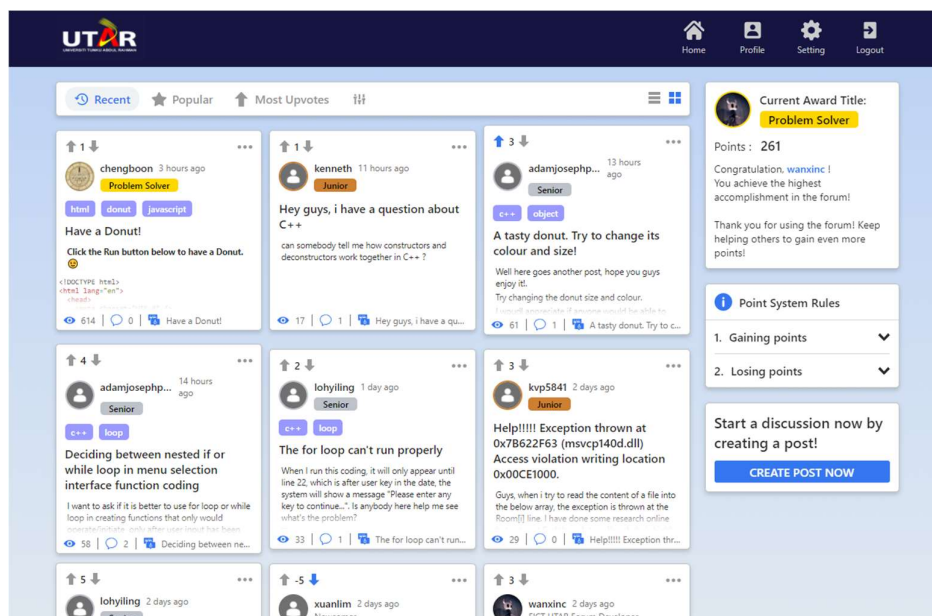 UTAR
UNIVERSITI TUNKU ABDUL RAHMAN
Home
Profile
Setting
Logout
Recent
Popular
Most Upvotes
1
chengboon 3 hours ago
Problem Solver
html donut javascript
Have a Donut!
Click the Run button below to have a Donut.
<!DOCTYPE html>
<html lang="en">
<head>
614 | 0 | Have a Donut!
1
kenneth 11 hours ago
Junior
Hey guys, i have a question about
C++
can somebody tell me how constructors and
deconstructors work together in C++ ?
17 | 1 | Hey guys, i have a qu...
3
adamjosephp... 13 hours
ago
Senior
c++ object
A tasty donut. Try to change its
colour and size!
Well here goes another post, hope you guys
enjoy it!.
Try changing the donut size and colour.
I would appreciate if anyone would be able to
61 | 1 | A tasty donut. Try to c...
4
adamjosephp... 14 hours
ago
Senior
c++ loop
Deciding between nested if or
while loop in menu selection
interface function coding
I want to ask if it is better to use for loop or while
loop in creating functions that only would
operate/initiate only after user input has been
58 | 2 | Deciding between ne...
2
lohyiling 1 day ago
Senior
c++ loop
The for loop can't run properly
When I run this coding, it will only appear until
line 22, which is after user key in the date, the
system will show a message "Please enter any
key to continue...". Is anybody here help me see
what's the problem?
33 | 1 | The for loop can't run...
3
kvp5841 2 days ago
Junior
Help!!!!! Exception thrown at
0x7B622F63 (msvcp140d.dll)
Access violation writing location
0x00CE1000.
Guys, when i try to read the content of a file into
the below array, the exception is thrown at the
Room[i] line. I have done some research online
29 | 0 | Help!!!!! Exception thr...
5
lohyiling 2 days ago
-5
xuanlim 2 days ago
3
wanxinc 2 days ago
Current Award Title:
Problem Solver
Points : 261
Congratulation, wanxinc !
You achieve the highest
accomplishment in the forum!
Thank you for using the forum! Keep
helping others to gain even more
points!
Point System Rules
1. Gaining points
2. Losing points
Start a discussion now by
creating a post!
CREATE POST NOW